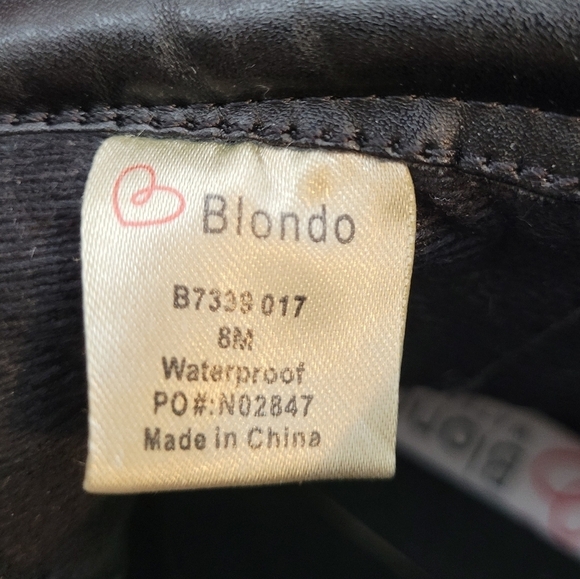 Blondo
B7339 017
8M
Waterproof
PO#:N02847
Made in China